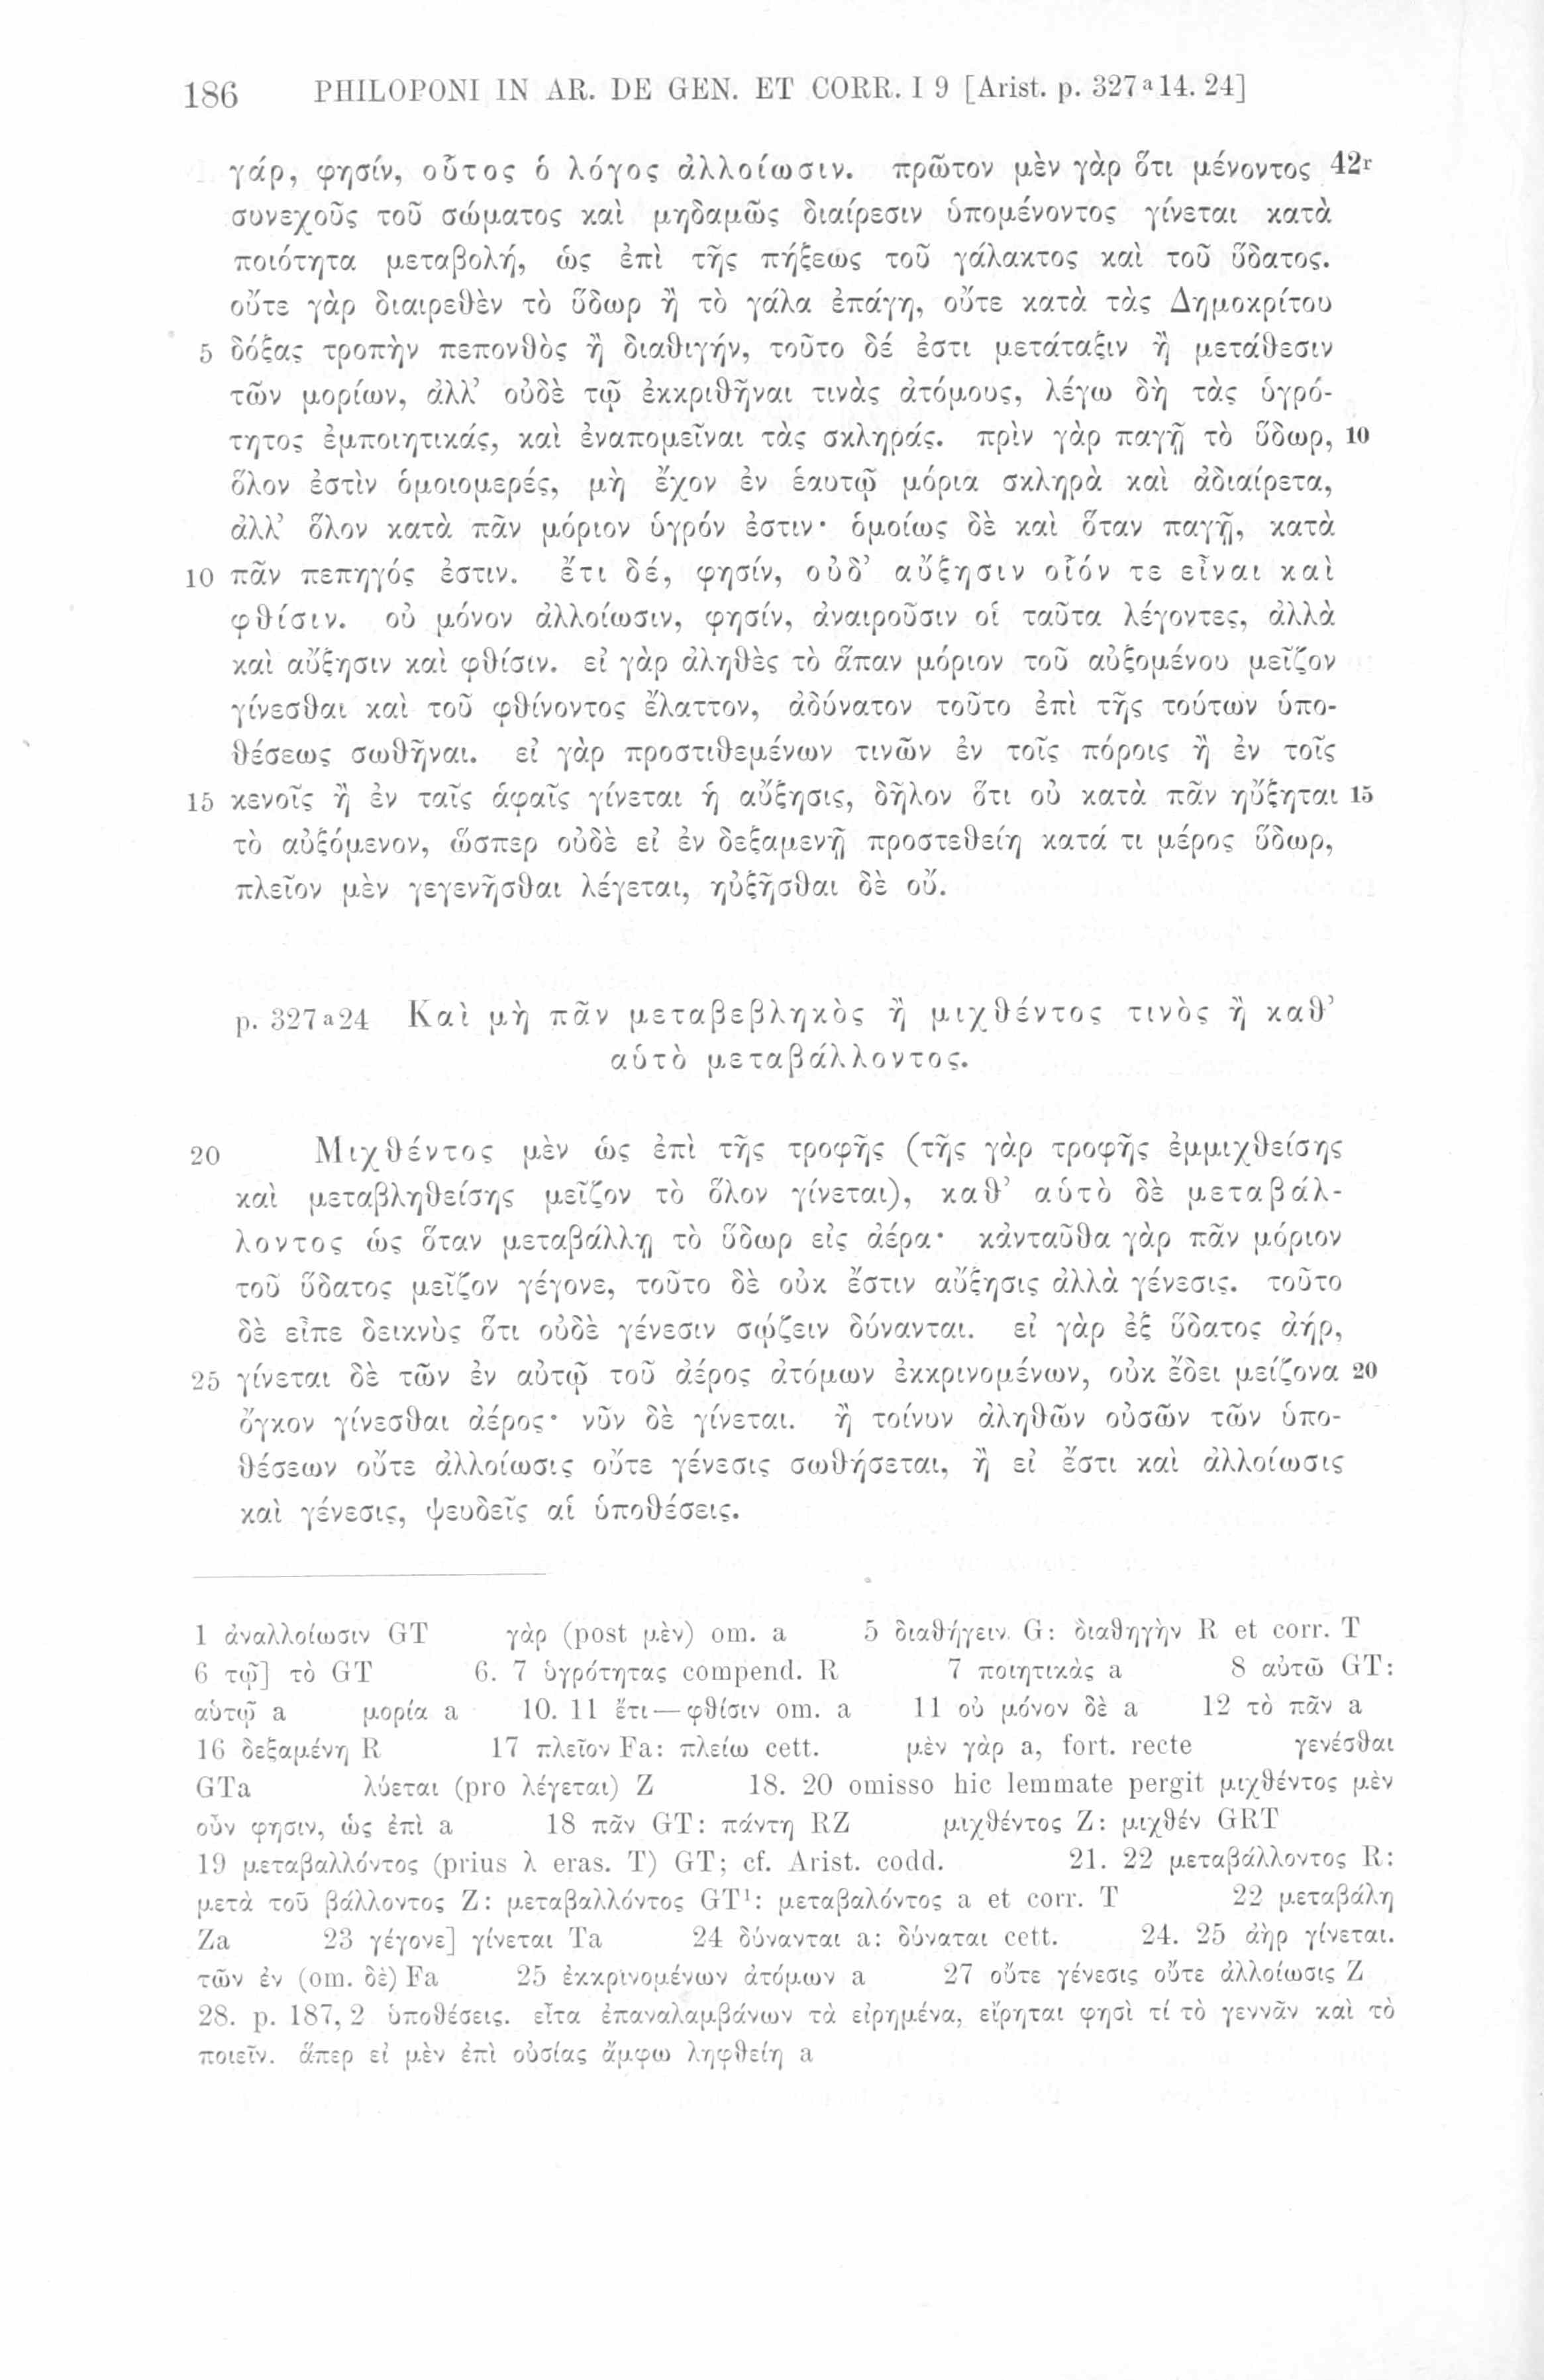 186 PHILOPONI IN AR. DE GEN. ET CORR. I 9 [Arist. p. 327ᵃ14. 24]
γάρ, φησίν, οὗτος ὁ λόγος ἀλλοίωσιν. πρῶτον μὲν γὰρ ὅτι μένοντος 42r
συνεχοῦς τοῦ σώματος καὶ μηδαμῶς διαίρεσιν ὑπομένοντος γίνεται κατὰ
ποιότητα μεταβολή, ὡς ἐπὶ τῆς πήξεως τοῦ γάλακτος καὶ τοῦ ὕδατος.
οὔτε γὰρ διαιρεθὲν τὸ ὕδωρ ἢ τὸ γάλα ἐπάγη, οὔτε κατὰ τὰς Δημοκρίτου
5 δόξας τροπὴν πεπονθὸς ἢ διαθιγήν, τοῦτο δέ ἐστι μετάταξιν ἢ μετάθεσιν
τῶν μορίων, ἀλλ’ οὐδὲ τῷ ἐκκριθῆναι τινὰς ἀτόμους, λέγω δὴ τὰς ὑγρό-
τητος ἐμποιητικάς, καὶ ἐναπομεῖναι τὰς σκληράς. πρὶν γὰρ παγῇ τὸ ὕδωρ, 10
ὅλον ἐστὶν ὁμοιομερές, μὴ ἔχον ἐν ἑαυτῷ μόρια σκληρὰ καὶ ἀδιαίρετα,
ἀλλ’ ὅλον κατὰ πᾶν μόριον ὑγρόν ἐστιν· ὁμοίως δὲ καὶ ὅταν παγῇ, κατὰ
10 πᾶν πεπηγός ἐστιν. ἔτι δέ, φησίν, οὐδ’ αὔξησιν οἷόν τε εἶναι καὶ
φθίσιν. οὐ μόνον ἀλλοίωσιν, φησίν, ἀναιροῦσιν οἱ ταῦτα λέγοντες, ἀλλὰ
καὶ αὔξησιν καὶ φθίσιν. εἰ γὰρ ἀληθὲς τὸ ἅπαν μόριον τοῦ αὐξομένου μεῖζον
γίνεσθαι καὶ τοῦ φθίνοντος ἔλαττον, ἀδύνατον τοῦτο ἐπὶ τῆς τούτων ὑπο-
θέσεως σωθῆναι. εἰ γὰρ προστιθεμένων τινῶν ἐν τοῖς πόροις ἢ ἐν τοῖς
15 κενοῖς ἢ ἐν ταῖς ἁφαῖς γίνεται ἡ αὔξησις, δῆλον ὅτι οὐ κατὰ πᾶν ηὔξηται 15
τὸ αὐξόμενον, ὥσπερ οὐδὲ εἰ ἐν δεξαμενῇ προστεθείη κατά τι μέρος ὕδωρ,
πλεῖον μὲν γεγενῆσθαι λέγεται, ηὐξῆσθαι δὲ οὔ.
p. 327ᵃ24 Καὶ μὴ πᾶν μεταβεβληκὸς ἢ μιχθέντος τινὸς ἢ καθ’
αὑτὸ μεταβάλλοντος.
20 Μιχθέντος μὲν ὡς ἐπὶ τῆς τροφῆς (τῆς γὰρ τροφῆς ἐμμιχθείσης
καὶ μεταβληθείσης μεῖζον τὸ ὅλον γίνεται), καθ’ αὑτὸ δὲ μεταβάλ-
λοντος ὡς ὅταν μεταβάλλῃ τὸ ὕδωρ εἰς ἀέρα· κἀνταῦθα γὰρ πᾶν μόριον
τοῦ ὕδατος μεῖζον γέγονε, τοῦτο δὲ οὐκ ἔστιν αὔξησις ἀλλὰ γένεσις. τοῦτο
δὲ εἶπε δεικνὺς ὅτι οὐδὲ γένεσιν σῴζειν δύνανται. εἰ γὰρ ἐξ ὕδατος ἀήρ,
25 γίνεται δὲ τῶν ἐν αὐτῷ τοῦ ἀέρος ἀτόμων ἐκκρινομένων, οὐκ ἔδει μείζονα 20
ὄγκον γίνεσθαι ἀέρος· νῦν δὲ γίνεται. ἢ τοίνυν ἀληθῶν οὐσῶν τῶν ὑπο-
θέσεων οὔτε ἀλλοίωσις οὔτε γένεσις σωθήσεται, ἢ εἰ ἔστι καὶ ἀλλοίωσις
καὶ γένεσις, ψευδεῖς αἱ ὑποθέσεις.
1 ἀναλλοίωσιν GT γὰρ (post μὲν) om. a 5 διαθήγειν G: διαθηγὴν R et corr. T
6 τῷ] τὸ GT 6. 7 ὑγρότητας compend. R 7 ποιητικὰς a 8 αὐτῶ GT:
αὑτῷ a μορία a 10. 11 ἔτι—φθίσιν om. a 11 οὐ μόνον δὲ a 12 τὸ πᾶν a
16 δεξαμένη R 17 πλεῖον Fa: πλείω cett. μὲν γὰρ a, fort. recte γενέσθαι
GTa λύεται (pro λέγεται) Z 18. 20 omisso hic lemmate pergit μιχθέντος μὲν
οὖν φησιν, ὡς ἐπὶ a 18 πᾶν GT: πάντη RZ μιχθέντος Z: μιχθέν GRT
19 μεταβαλλόντος (prius λ eras. T) GT; cf. Arist. codd. 21. 22 μεταβάλλοντος R:
μετὰ τοῦ βάλλοντος Z: μεταβαλλόντος GT¹: μεταβαλόντος a et corr. T 22 μεταβάλη
Za 23 γέγονε] γίνεται Ta 24 δύνανται a: δύναται cett. 24. 25 ἀὴρ γίνεται.
τῶν ἐν (om. δὲ) Fa 25 ἐκκρινομένων ἀτόμων a 27 οὔτε γένεσις οὔτε ἀλλοίωσις Z
28. p. 187, 2 ὑποθέσεις. εἶτα ἐπαναλαμβάνων τὰ εἰρημένα, εἴρηται φησὶ τί τὸ γεννᾶν καὶ τὸ
ποιεῖν. ἅπερ εἰ μὲν ἐπὶ οὐσίας ἄμφω ληφθείη a